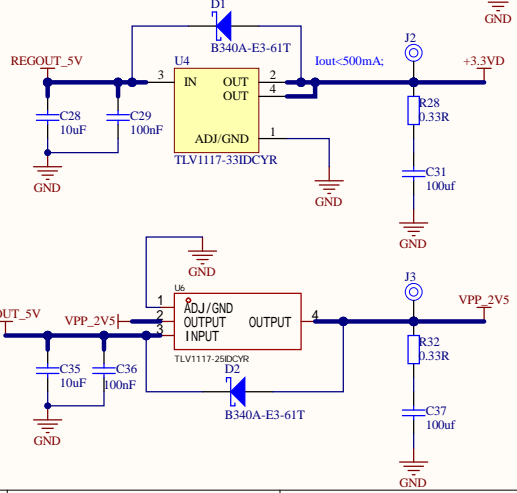 GND
D1
B340A-E3-61T
REGOUT_5V
U4
3
IN
OUT
2
OUT
4
ADJ/GND
1
TLV1117-33IDCYR
Iout<500mA;
J2
+3.3VD
C28
10uF
C29
100nF
GND
GND
R28
0.33R
C31
100uf
GND
GND
U6
1
ADJ/GND
2
OUTPUT
3
INPUT
OUTPUT
4
TLV1117-25IDCYR
OUT_5V
VPP_2V5
J3
VPP_2V5
C35
10uF
C36
100nF
GND
D2
B340A-E3-61T
R32
0.33R
C37
100uf
GND